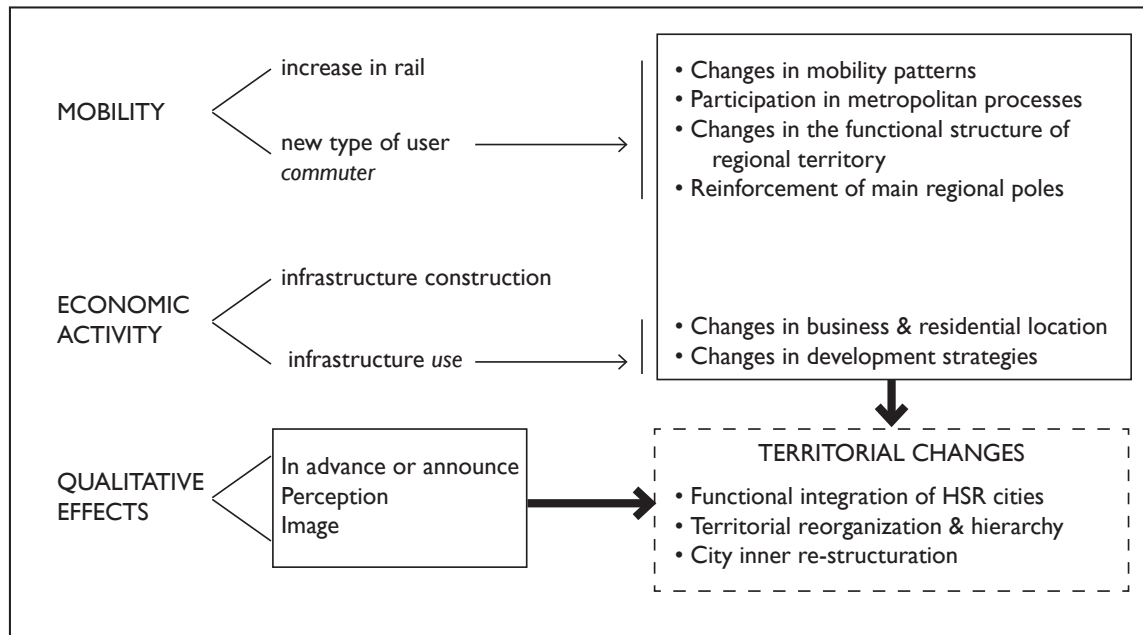 MOBILITY
increase in rail
new type of user
commuter
• Changes in mobility patterns
• Participation in metropolitan processes
• Changes in the functional structure of
regional territory
• Reinforcement of main regional poles
ECONOMIC
ACTIVITY
infrastructure construction
infrastructure use
• Changes in business & residential location
• Changes in development strategies
QUALITATIVE
EFFECTS
In advance or announce
Perception
Image
TERRITORIAL CHANGES
• Functional integration of HSR cities
• Territorial reorganization & hierarchy
• City inner re-structuration